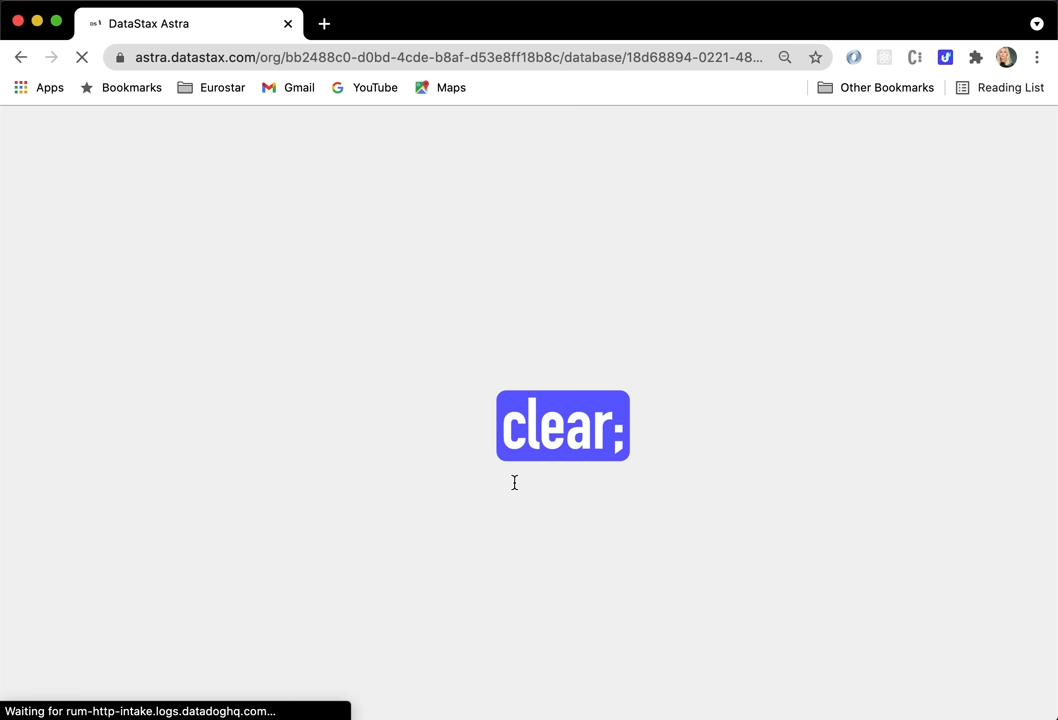 DS DataStax Astra
astra.datastax.com/org/bb2488c0-d0bd-4cde-b8af-d53e8ff18b8c/database/18d68894-0221-48...
Apps Bookmarks Eurostar Gmail YouTube Maps Other Bookmarks Reading List
clear;
Waiting for rum-http-intake.logs.datadoghq.com...